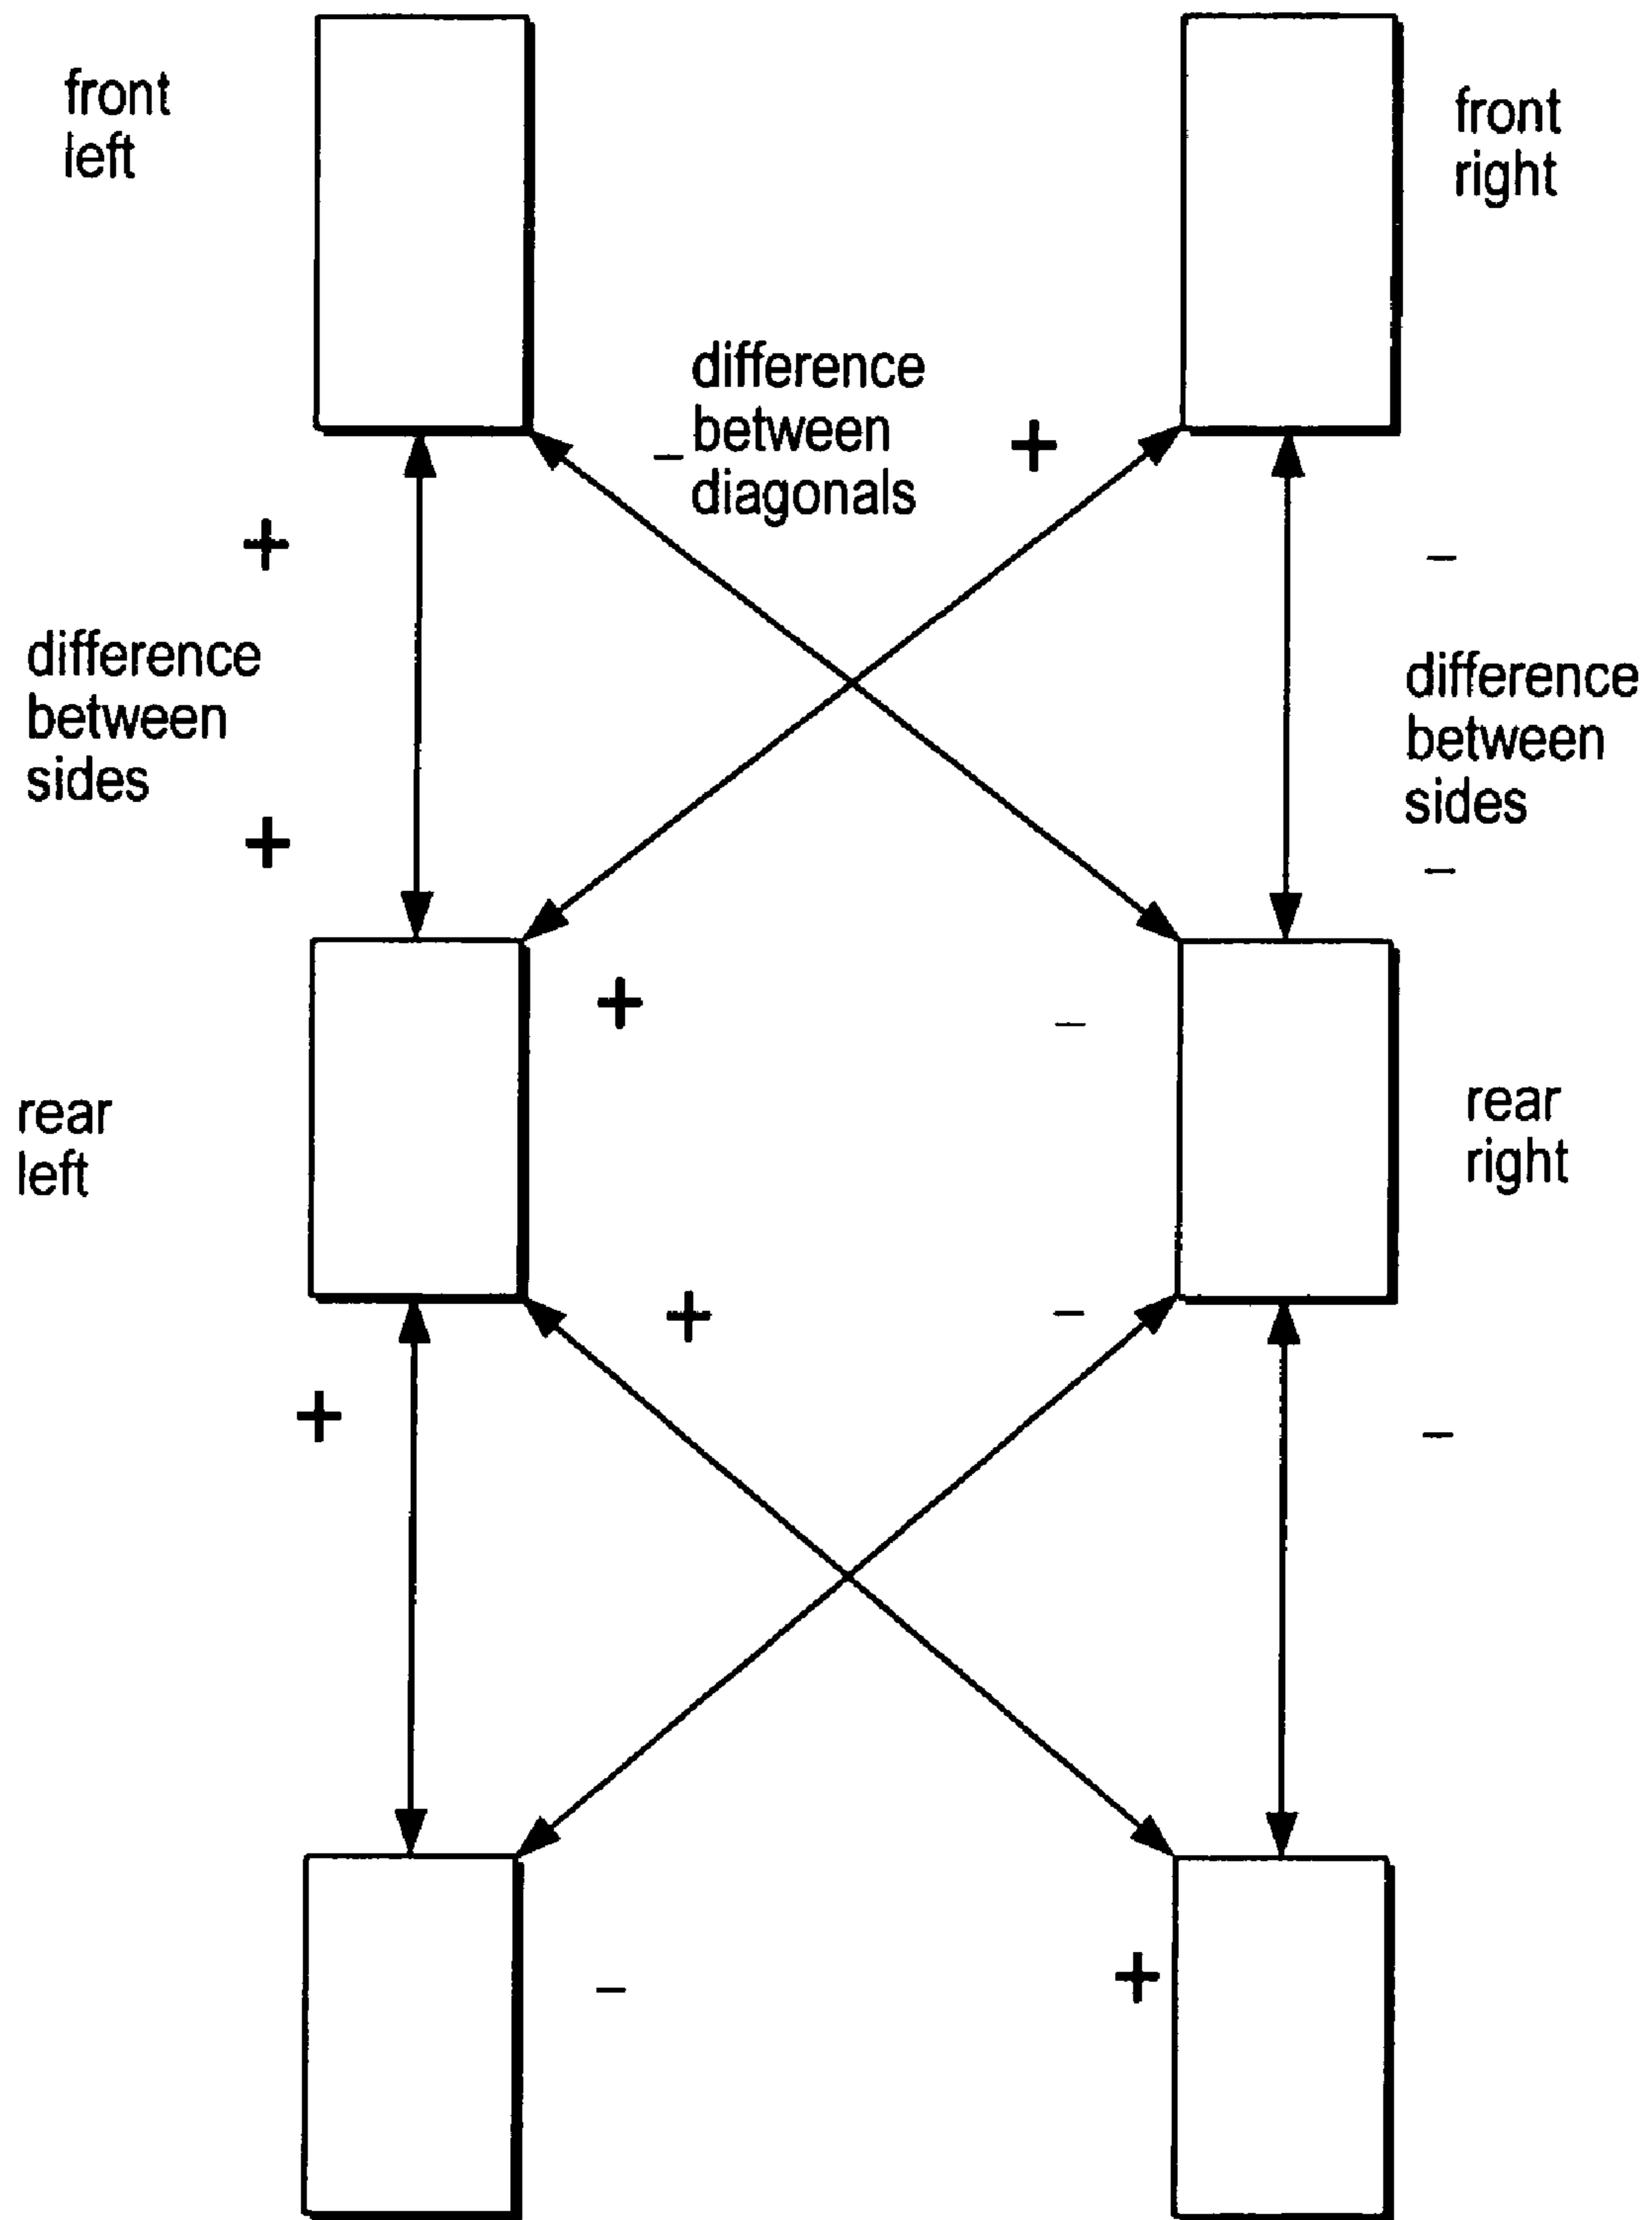 front
left
front
right
difference
between
diagonals
–
+
+
–
difference
between
sides
difference
between
sides
+
–
+
–
rear
left
rear
right
+
–
+
–
–
+